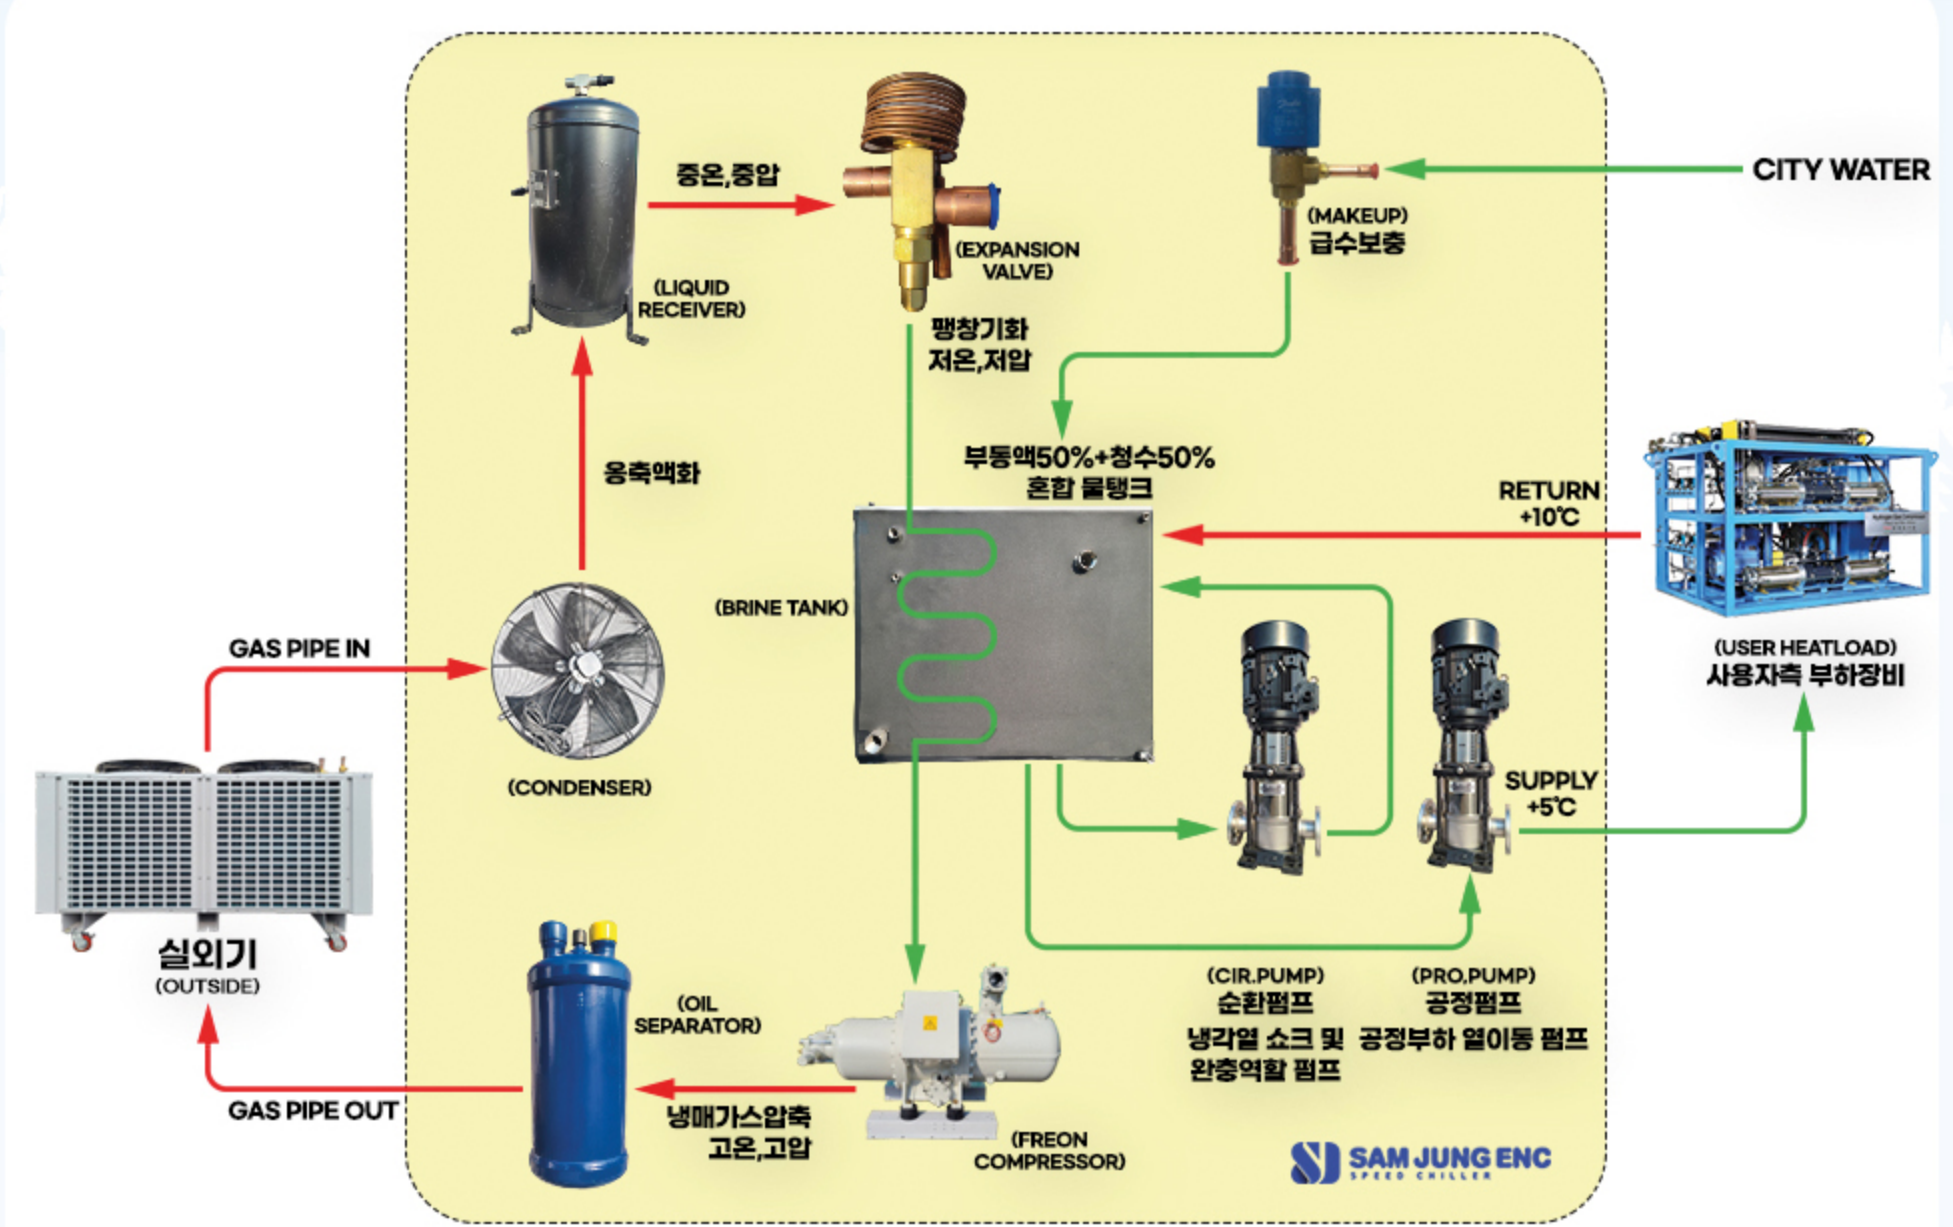 중온,중압
CITY WATER
(MAKEUP)
급수보충
(EXPANSION
VALVE)
(LIQUID
RECEIVER)
팽창기화
저온,저압
부동액50%+청수50%
혼합 물탱크
응축액화
RETURN
+10℃
(BRINE TANK)
GAS PIPE IN
(USER HEATLOAD)
사용자측 부하장비
(CONDENSER)
SUPPLY
+5℃
실외기
(OUTSIDE)
(OIL
SEPARATOR)
(CIR.PUMP)
순환펌프
냉각열 쇼크 및
완충역할 펌프
(PRO.PUMP)
공정펌프
공정부하 열이동 펌프
GAS PIPE OUT
냉매가스압축
고온,고압
(FREON
COMPRESSOR)
SAM JUNG ENC
SPEED CHILLER